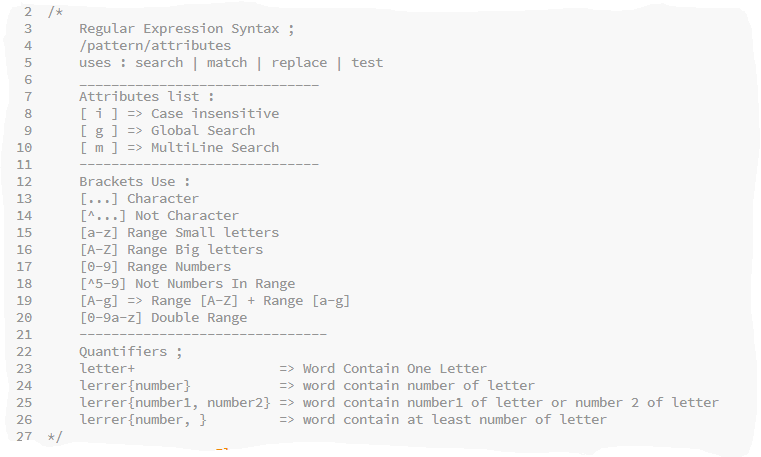 2 /*
3 Regular Expression Syntax ;
4 /pattern/attributes
5 uses : search | match | replace | test
6 ______________________________
7 Attributes list :
8 [ i ] => Case insensitive
9 [ g ] => Global Search
10 [ m ] => MultiLine Search
11 ------------------------------
12 Brackets Use :
13 [...] Character
14 [^...] Not Character
15 [a-z] Range Small letters
16 [A-Z] Range Big letters
17 [0-9] Range Numbers
18 [^5-9] Not Numbers In Range
19 [A-g] => Range [A-Z] + Range [a-g]
20 [0-9a-z] Double Range
21 -------------------------------
22 Quantifiers ;
23 letter+ => Word Contain One Letter
24 lerrer{number} => word contain number of letter
25 lerrer{number1, number2} => word contain number1 of letter or number 2 of letter
26 lerrer{number, } => word contain at least number of letter
27 */